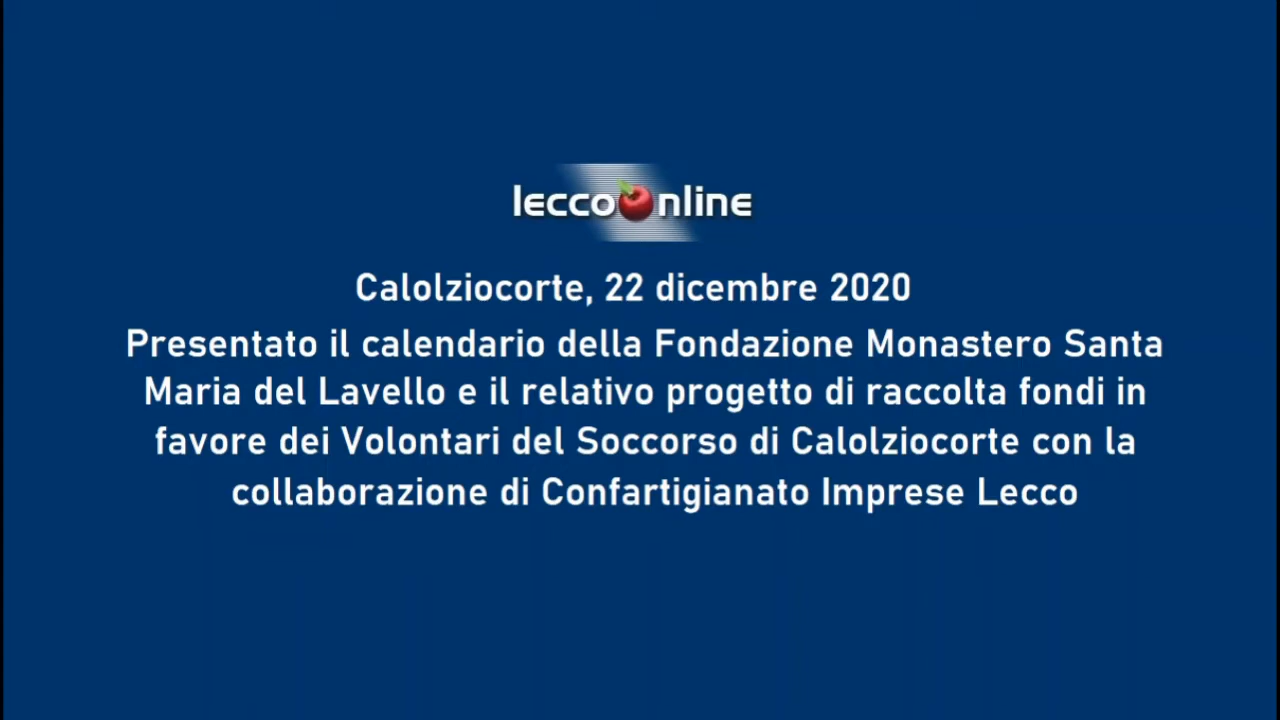 leccoOnline
Calolziocorte, 22 dicembre 2020
Presentato il calendario della Fondazione Monastero Santa
Maria del Lavello e il relativo progetto di raccolta fondi in
favore dei Volontari del Soccorso di Calolziocorte con la
collaborazione di Confartigianato Imprese Lecco